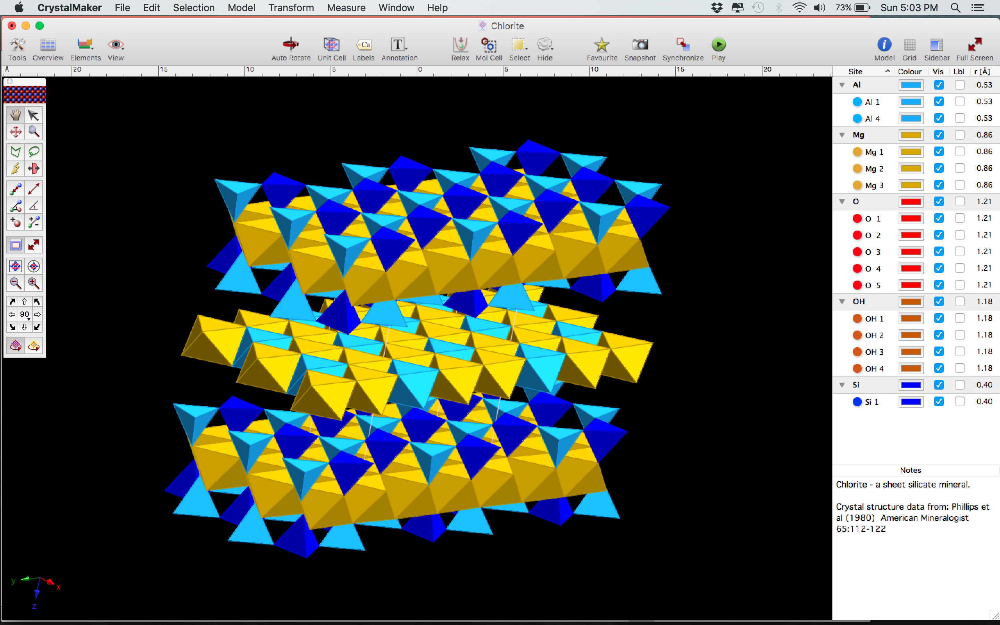 CrystalMaker File Edit Selection Model Transform Measure Window Help 73% Sun 5:03 PM
Chlorite
Tools Overview Elements View Auto Rotate Unit Cell Ca Labels T Annotation Relax Mol Cell Select Hide Favourite Snapshot Synchronize Play Model Grid Sidebar Full Screen
Å 20 15 10 5 0 5 10 15 20
Site Colour Vis Lbl r [Å]
Al 0.53
Al 1 0.53
Al 4 0.53
Mg 0.86
Mg 1 0.86
Mg 2 0.86
Mg 3 0.86
O 1.21
O 1 1.21
O 2 1.21
O 3 1.21
O 4 1.21
O 5 1.21
OH 1.18
OH 1 1.18
OH 2 1.18
OH 3 1.18
OH 4 1.18
Si 0.40
Si 1 0.40
90
Notes
Chlorite - a sheet silicate mineral.
Crystal structure data from: Phillips et
al (1980) American Mineralogist
65:112-122
y x
z